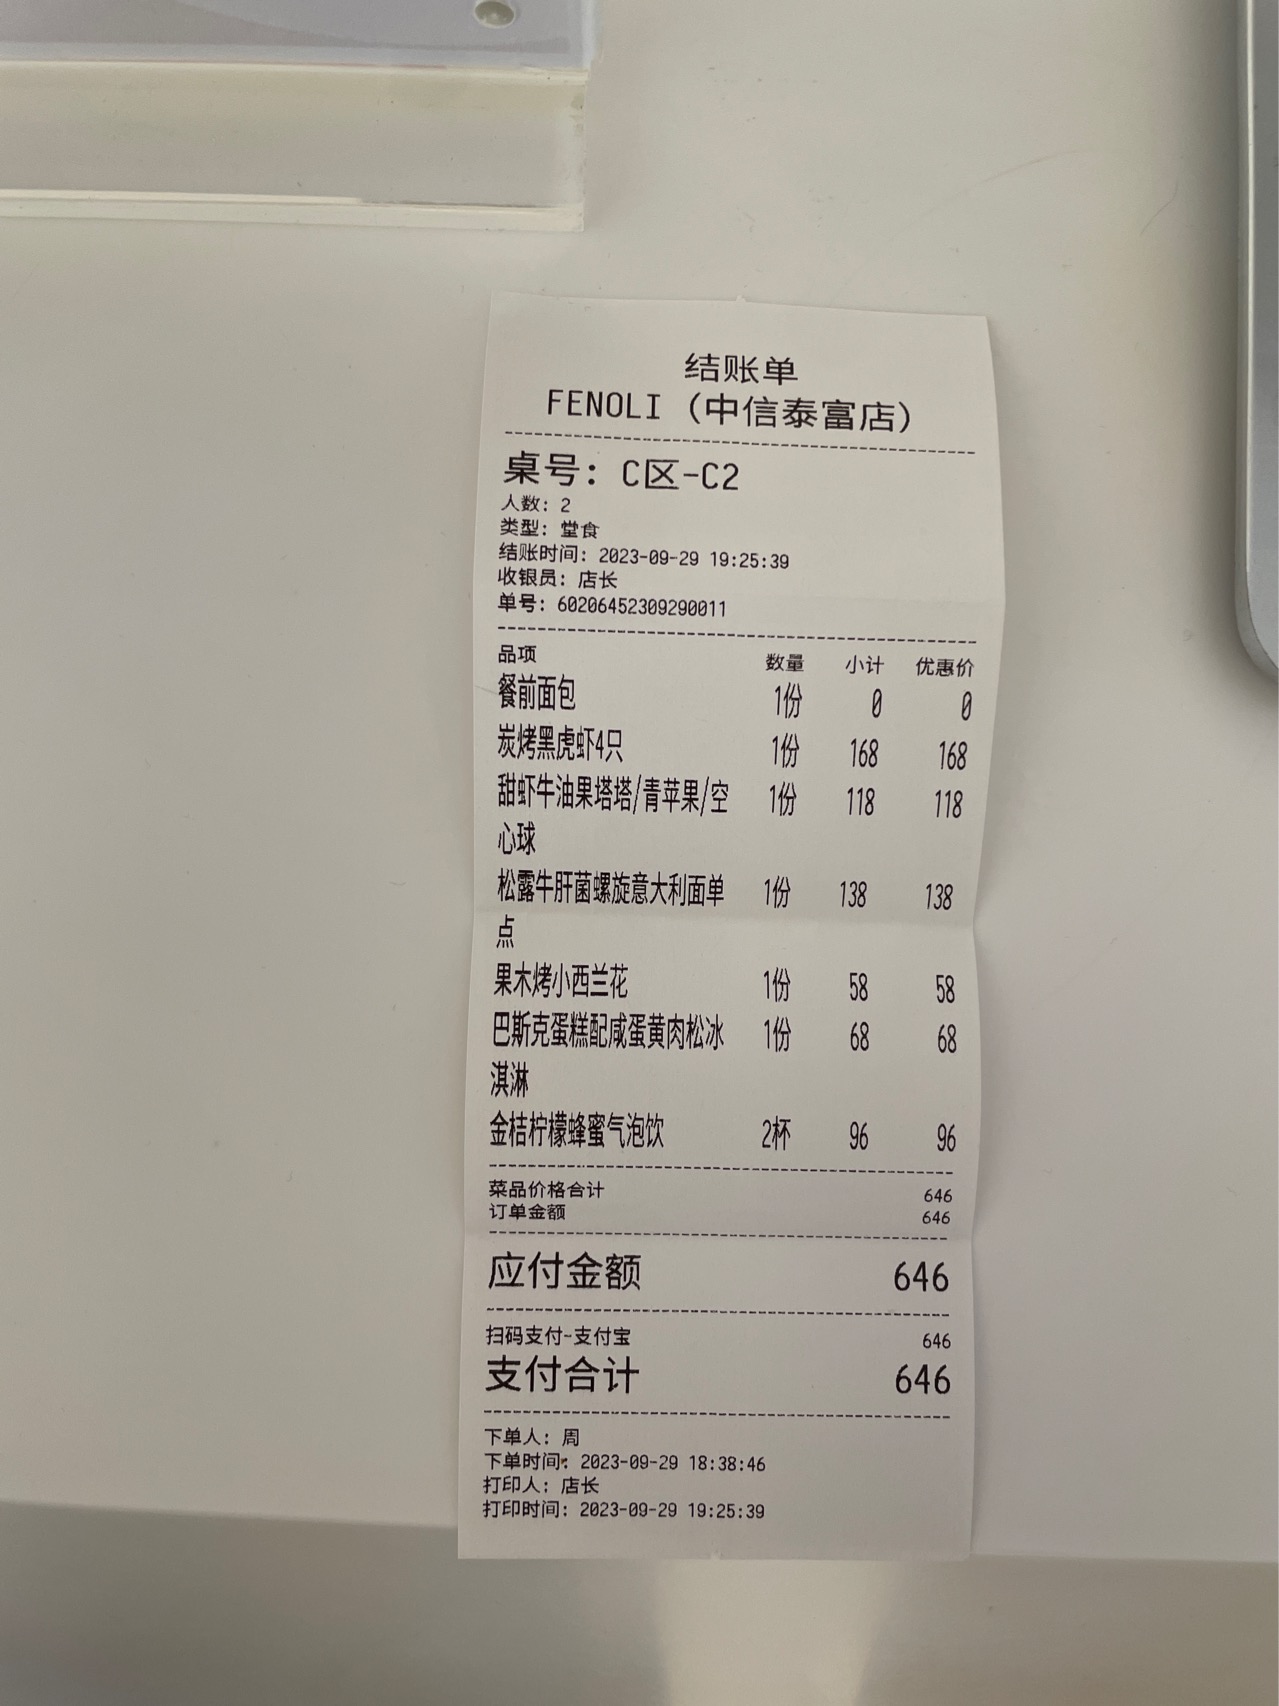 结账单
FENOLI（中信泰富店）
桌号：C区-C2
人数：2
类型：堂食
结账时间：2023-09-29 19:25:39
收银员：店长
单号：60206452309290011
品项 数量 小计 优惠价
餐前面包 1份 0 0
炭烤黑虎虾4只 1份 168 168
甜虾牛油果塔塔/青苹果/空 1份 118 118
心球
松露牛肝菌螺旋意大利面单 1份 138 138
点
果木烤小西兰花 1份 58 58
巴斯克蛋糕配咸蛋黄肉松冰 1份 68 68
淇淋
金桔柠檬蜂蜜气泡饮 2杯 96 96
菜品价格合计 646
订单金额 646
应付金额 646
扫码支付-支付宝 646
支付合计 646
下单人：周
下单时间：2023-09-29 18:38:46
打印人：店长
打印时间：2023-09-29 19:25:39